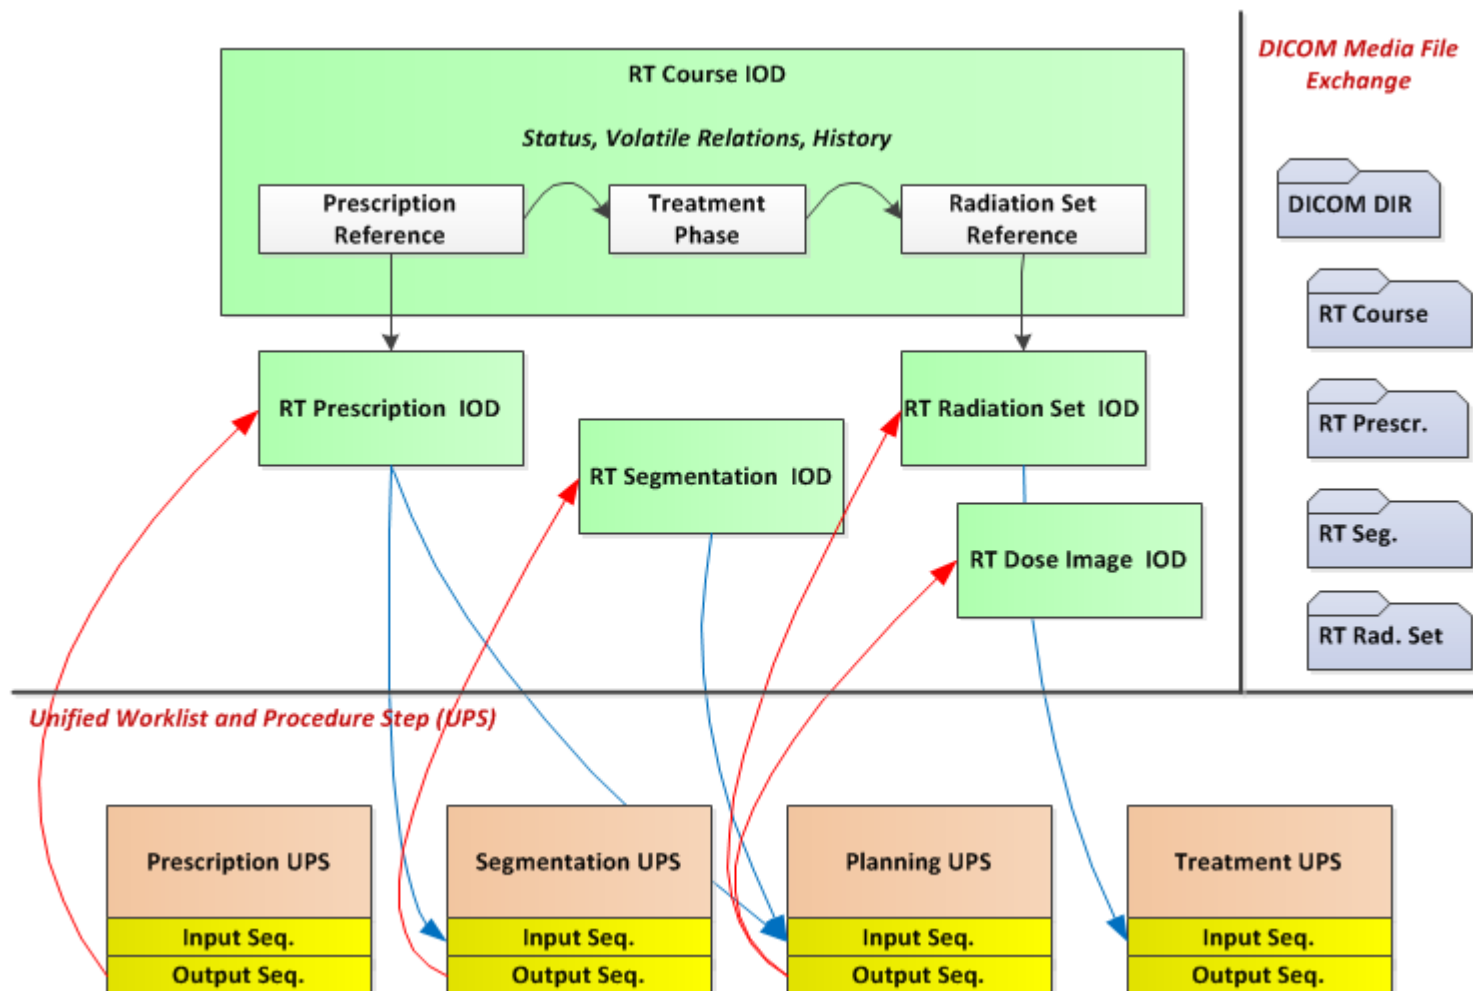 RT Course IOD
Status, Volatile Relations, History
Prescription
Reference
Treatment
Phase
Radiation Set
Reference
RT Prescription IOD
RT Segmentation IOD
RT Radiation Set IOD
RT Dose Image IOD
DICOM Media File
Exchange
DICOM DIR
RT Course
RT Prescr.
RT Seg.
RT Rad. Set
Unified Worklist and Procedure Step (UPS)
Prescription UPS
Input Seq.
Output Seq.
Segmentation UPS
Input Seq.
Output Seq.
Planning UPS
Input Seq.
Output Seq.
Treatment UPS
Input Seq.
Output Seq.